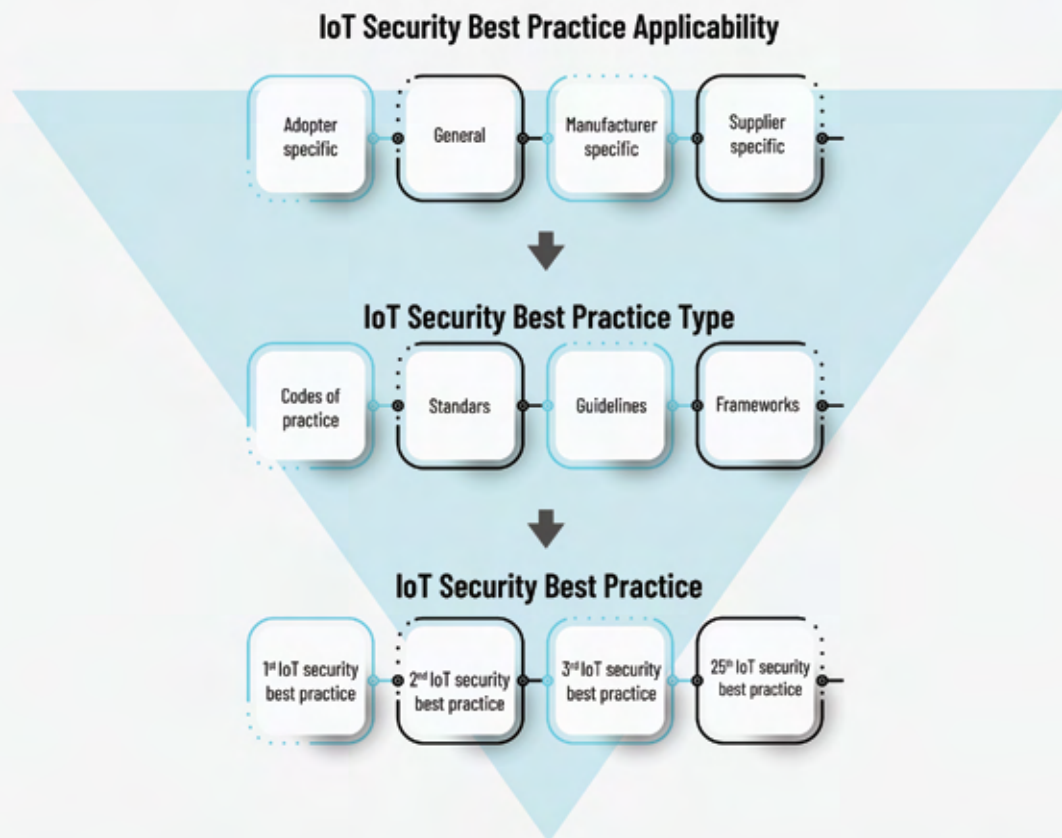 IoT Security Best Practice Applicability
Adopter
specific
General
Manufacturer
specific
Supplier
specific
IoT Security Best Practice Type
Codes of
practice
Standars
Guidelines
Frameworks
IoT Security Best Practice
1st IoT security
best practice
2nd IoT security
best practice
3rd IoT security
best practice
25th IoT security
best practice